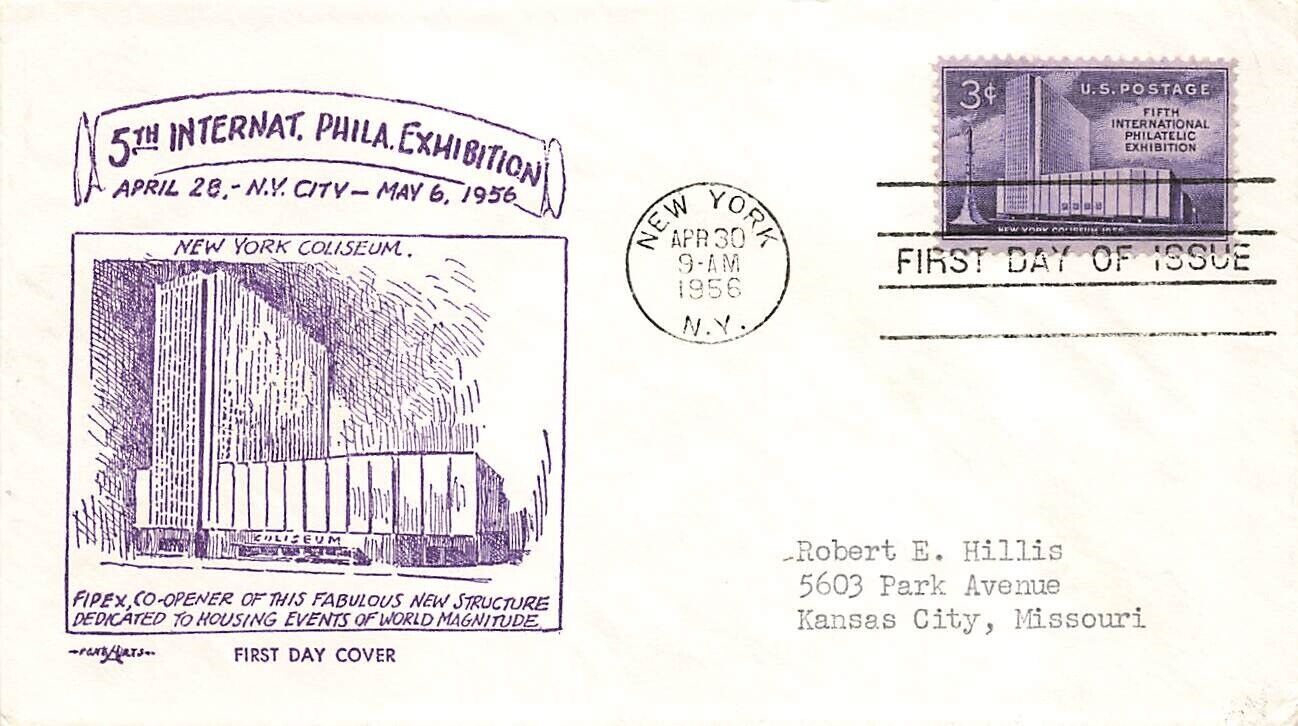 5TH INTERNAT. PHILA. EXHIBITION
APRIL 28.- N.Y. CITY - MAY 6, 1956
NEW YORK COLISEUM.
COLISEUM
FIPEX, CO-OPENER OF THIS FABULOUS NEW STRUCTURE
DEDICATED TO HOUSING EVENTS OF WORLD MAGNITUDE.
FIRST DAY COVER
NEW YORK
APR 30
9-AM
1956
N.Y.
3¢
U.S. POSTAGE
FIFTH
INTERNATIONAL
PHILATELIC
EXHIBITION
NEW YORK COLISEUM 1956
FIRST DAY OF ISSUE
Robert E. Hillis
5603 Park Avenue
Kansas City, Missouri